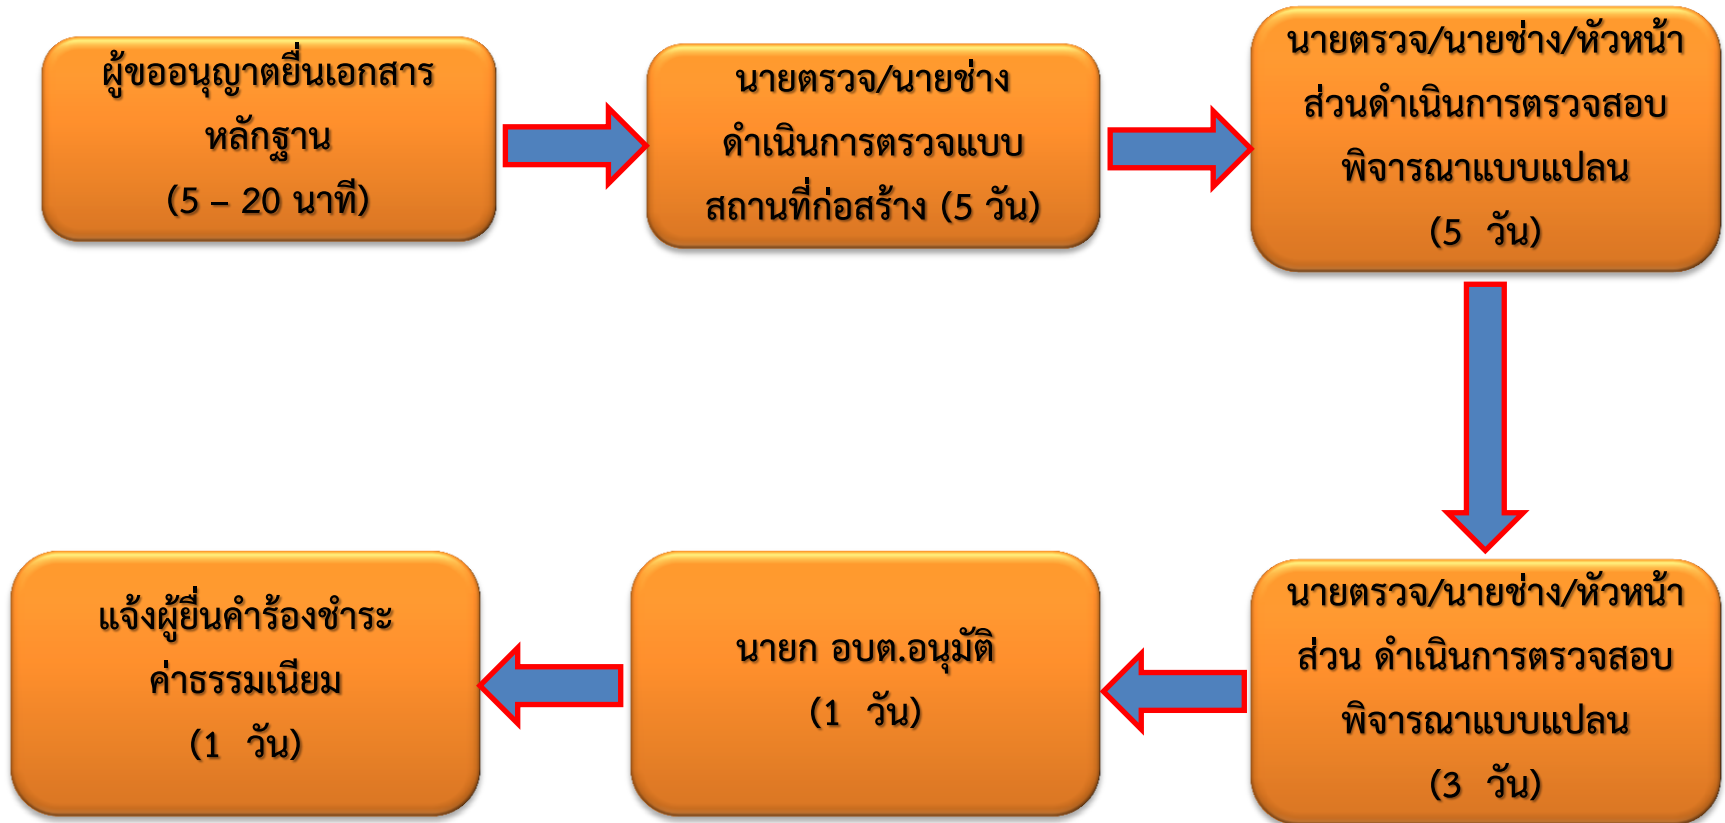 ผู้ขออนุญาตยื่นเอกสาร
หลักฐาน
(5 – 20 นาที)
นายตรวจ/นายช่าง
ดำเนินการตรวจแบบ
สถานที่ก่อสร้าง (5 วัน)
นายตรวจ/นายช่าง/หัวหน้า
ส่วนดำเนินการตรวจสอบ
พิจารณาแบบแปลน
(5 วัน)
นายตรวจ/นายช่าง/หัวหน้า
ส่วน ดำเนินการตรวจสอบ
พิจารณาแบบแปลน
(3 วัน)
นายก อบต.อนุมัติ
(1 วัน)
แจ้งผู้ยื่นคำร้องชำระ
ค่าธรรมเนียม
(1 วัน)